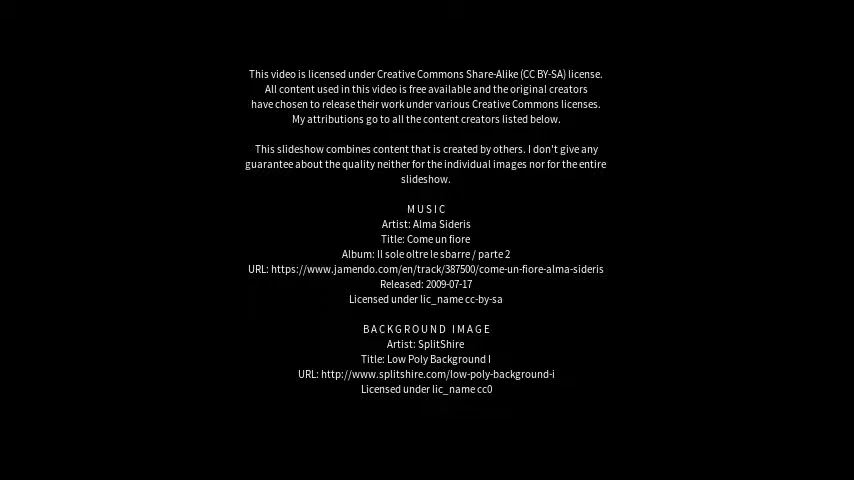 This video is licensed under Creative Commons Share-Alike (CC BY-SA) license.
All content used in this video is free available and the original creators
have chosen to release their work under various Creative Commons licenses.
My attributions go to all the content creators listed below.
This slideshow combines content that is created by others. I don't give any
guarantee about the quality neither for the individual images nor for the entire
slideshow.
MUSIC
Artist: Alma Sideris
Title: Come un fiore
Album: Il sole oltre le sbarre / parte 2
URL: https://www.jamendo.com/en/track/387500/come-un-fiore-alma-sideris
Released: 2009-07-17
Licensed under lic_name cc-by-sa
BACKGROUND IMAGE
Artist: SplitShire
Title: Low Poly Background I
URL: http://www.splitshire.com/low-poly-background-i
Licensed under lic_name cc0